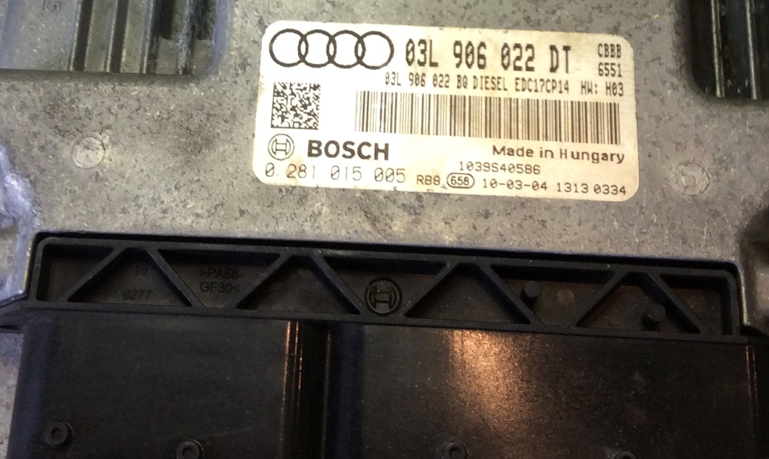 03L 906 022 DT
CBBB
6551
03L 906 022 BQ DIESEL EDC17CP14 HW: H03
BOSCH
Made in Hungary
1039S40586
0 281 015 005 RB8 658 10-03-04 1313 0334
>PA66-
GF30<